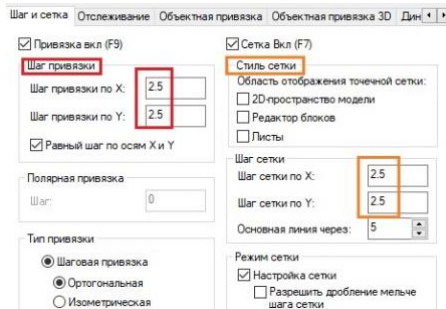 Шаг и сетка Отслеживание Объектная привязка Объектная привязка 3D Дин
Привязка вкл (F9)
Шаг привязки
Шаг привязки по X: 2.5
Шаг привязки по Y: 2.5
Равный шаг по осям X и Y
Полярная привязка
Шаг: 0
Тип привязки
Шаговая привязка
Ортогональная
Изометрическая
Сетка Вкл (F7)
Стиль сетки
Область отображения точечной сетки:
2D-пространство модели
Редактор блоков
Листы
Шаг сетки
Шаг сетки по X: 2.5
Шаг сетки по Y: 2.5
Основная линия через: 5
Режим сетки
Настройка сетки
Разрешить дробление мельче
шага сетки